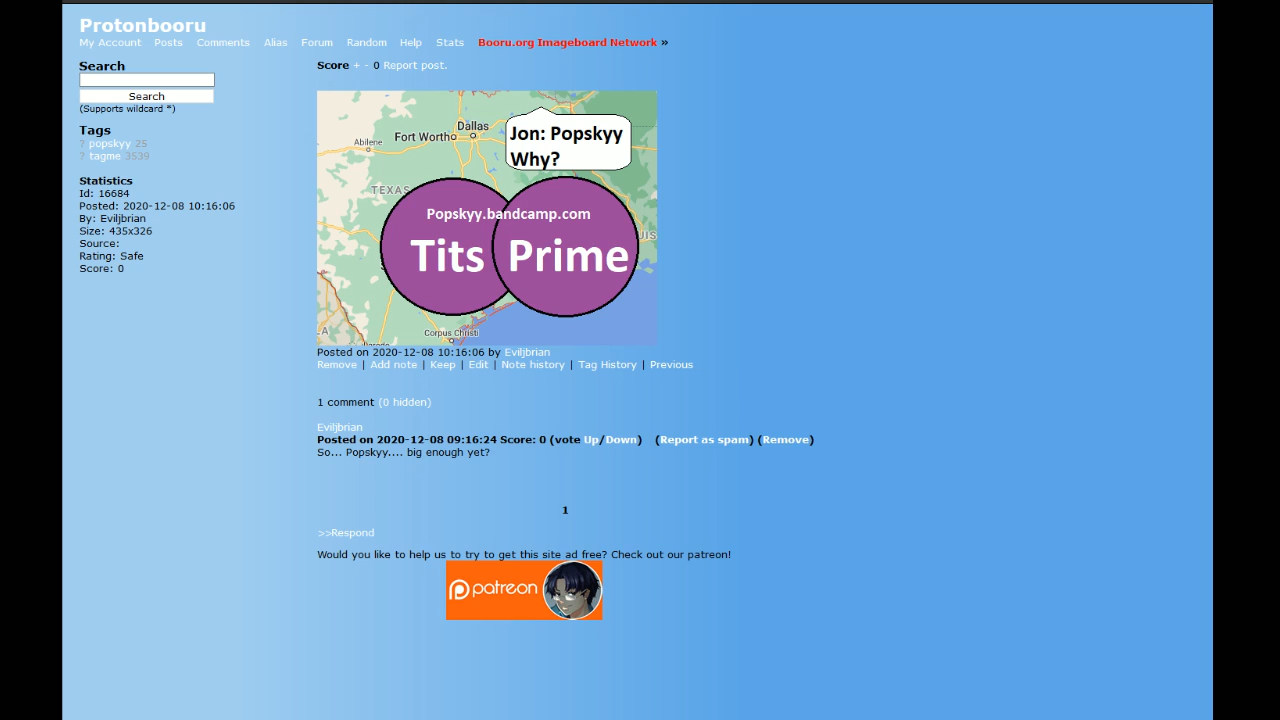 Protonbooru
My Account Posts Comments Alias Forum Random Help Stats Booru.org Imageboard Network »
Search
Search
(Supports wildcard *)
Tags
? popskyy 25
? tagme 3539
Statistics
Id: 16684
Posted: 2020-12-08 10:16:06
By: Eviljbrian
Size: 435x326
Source:
Rating: Safe
Score: 0
Score + - 0 Report post.
Dallas
Fort Worth
Abilene
TEXAS
Jon: Popskyy
Why?
Popskyy.bandcamp.com
Tits Prime
UIS
LA
Corpus Christi
Posted on 2020-12-08 10:16:06 by Eviljbrian
Remove | Add note | Keep | Edit | Note history | Tag History | Previous
1 comment (0 hidden)
Eviljbrian
Posted on 2020-12-08 09:16:24 Score: 0 (vote Up/Down) (Report as spam) (Remove)
So... Popskyy.... big enough yet?
1
>>Respond
Would you like to help us to try to get this site ad free? Check out our patreon!
patreon